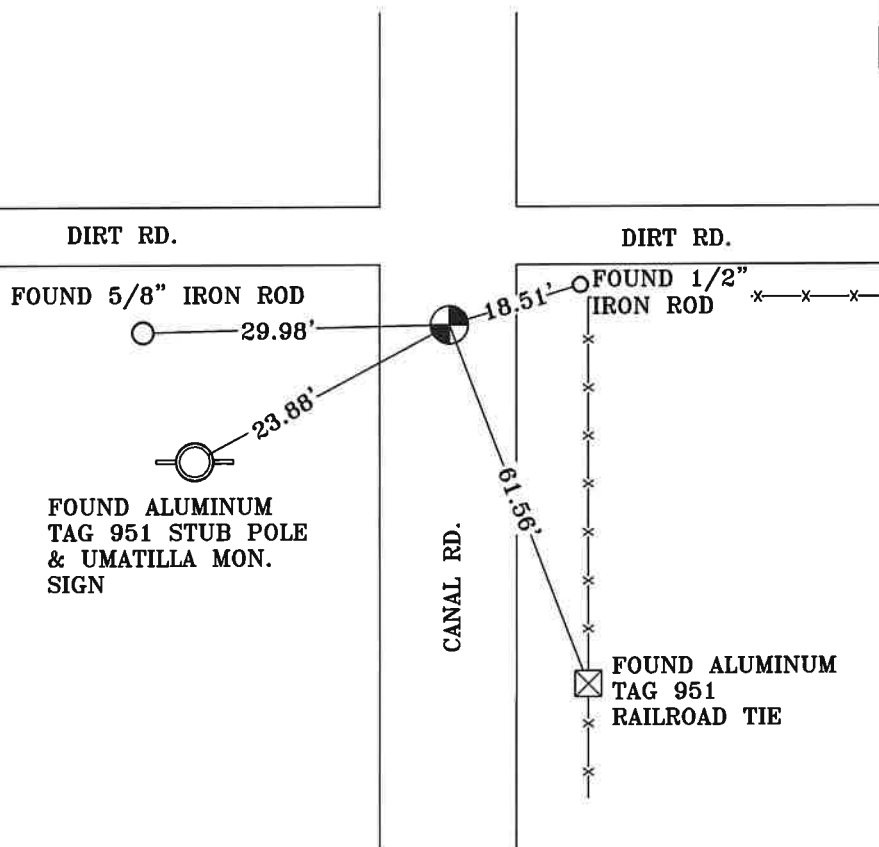 DIRT RD.
DIRT RD.
FOUND 5/8" IRON ROD
FOUND 1/2"
IRON ROD
18.51'
29.98'
23.88'
61.56'
FOUND ALUMINUM
TAG 951 STUB POLE
& UMATILLA MON.
SIGN
CANAL RD.
FOUND ALUMINUM
TAG 951
RAILROAD TIE